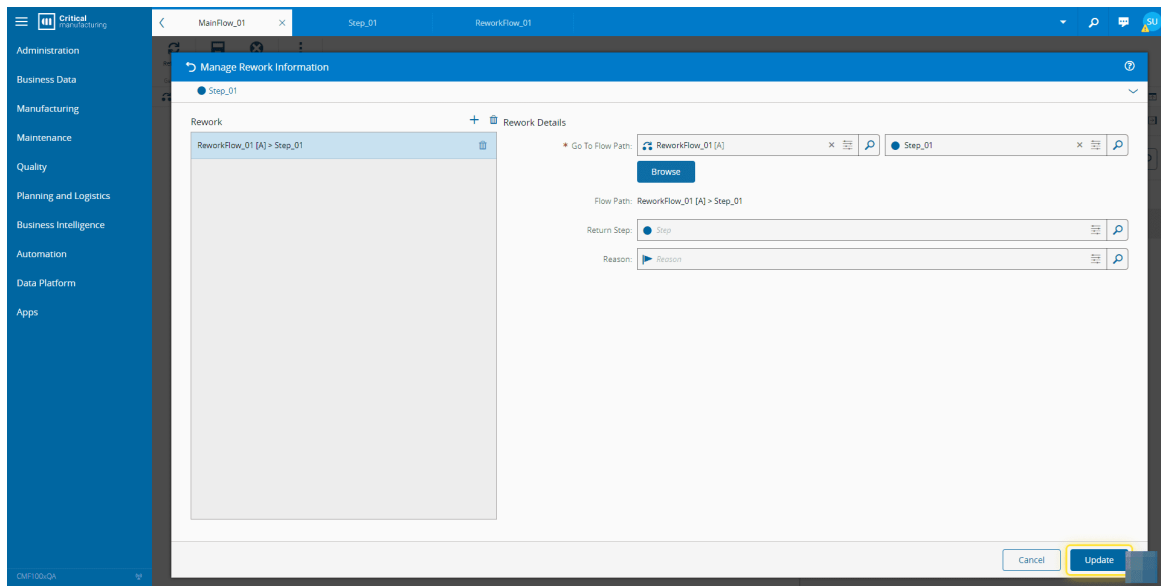 Critical
manufacturing
MainFlow_01
Step_01
ReworkFlow_01
SU
Administration
Business Data
Manufacturing
Maintenance
Quality
Planning and Logistics
Business Intelligence
Automation
Data Platform
Apps
CMF100xQA
Manage Rework Information
Step_01
Rework
ReworkFlow_01 [A] > Step_01
Rework Details
* Go To Flow Path: ReworkFlow_01 [A] Step_01
Browse
Flow Path: ReworkFlow_01 [A] > Step_01
Return Step: Step
Reason: Reason
Cancel
Update